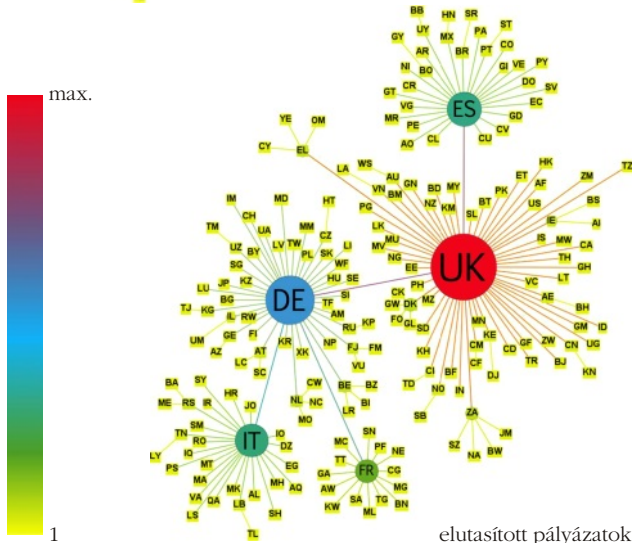 max.
1
elutasított pályázatok
BB
HN
SR
UY
PA
ST
GY
MX
AR
BR
PT
CO
NI
BO
GI
VE
PY
CR
DO
SV
GT
VG
ES
EC
MR
PE
GD
AO
CL
CU
CV
YE
OM
CY
EL
LA
WS
AU
VN
BM
GN
BD
MY
NZ
KM
SL
BT
PK
ET
HK
AF
ZM
TZ
US
BS
IE
AI
PG
LK
MU
MV
NG
EE
UK
IS
MW
CA
TH
GH
LT
VC
AE
BH
ID
GM
UG
CN
ZW
BJ
KN
TR
GF
CD
PH
CK
GW
DK
MZ
FO
GL
SD
KH
CI
TD
BF
NO
IN
SB
MN
KE
CM
CF
DJ
ZA
JM
SZ
NA
BW
IM
MD
HT
CH
TM
UA
MM
CZ
LV
TW
UZ
BY
PL
SK
LI
SG
WF
HU
SE
LU
JP
KZ
DE
SI
TJ
KG
BG
TF
AM
IL
RW
RU
KP
UM
GE
FI
KR
NP
FJ
FM
AZ
AT
XK
VU
LC
SC
CW
BE
BZ
NL
NC
BI
MO
LR
BA
SY
HR
ME
RS
IR
JO
TN
SM
RO
IT
IO
DZ
LY
IQ
PS
MT
EG
MA
MH
AQ
VA
QA
MK
AL
LS
LB
SH
TL
SN
MC
PF
NE
TT
GA
FR
CG
AW
MG
KW
SA
TG
BN
ML